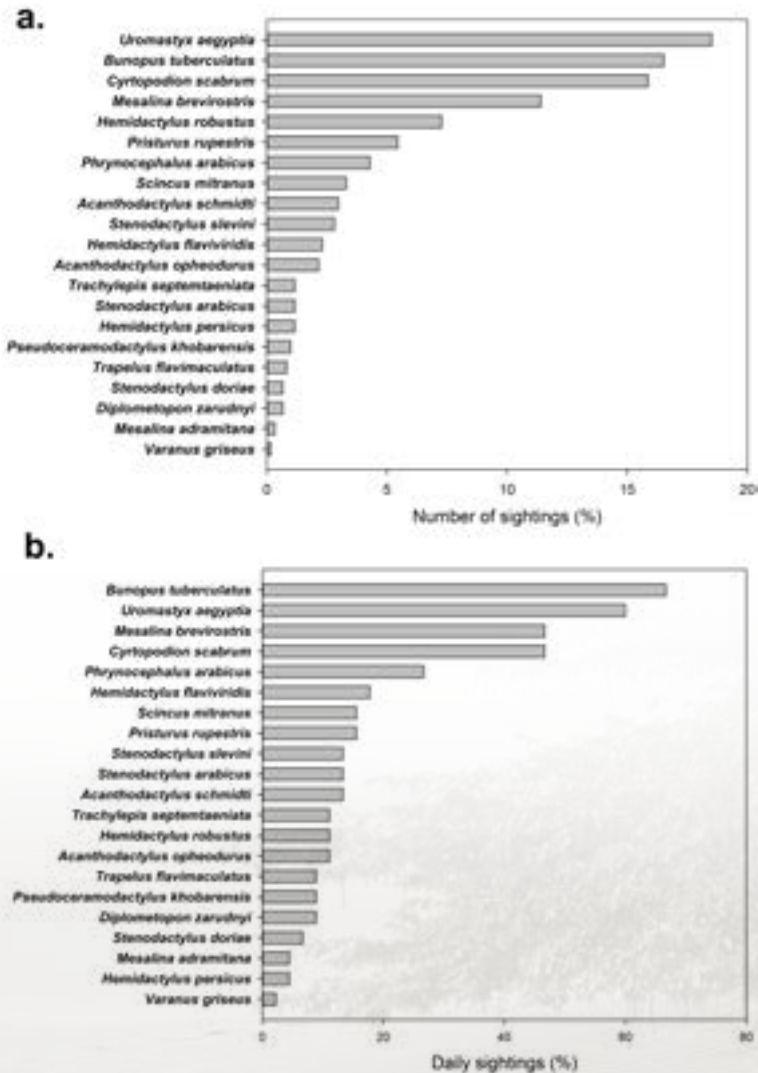 a.
Uromastyx aegyptia
Bunopus tuberculatus
Cyrtopodion scabrum
Mesalina brevirostris
Hemidactylus robustus
Pristurus rupestris
Phrynocephalus arabicus
Scincus mitranus
Acanthodactylus schmidti
Stenodactylus slevini
Hemidactylus flaviviridis
Acanthodactylus opheodurus
Trachylepis septemtaeniata
Stenodactylus arabicus
Hemidactylus persicus
Pseudoceramodactylus khobarensis
Trapelus flavimaculatus
Stenodactylus doriae
Diplometopon zarudnyi
Mesalina adramitana
Varanus griseus
0 5 10 15 20
Number of sightings (%)
b.
Bunopus tuberculatus
Uromastyx aegyptia
Mesalina brevirostris
Cyrtopodion scabrum
Phrynocephalus arabicus
Hemidactylus flaviviridis
Scincus mitranus
Pristurus rupestris
Stenodactylus slevini
Stenodactylus arabicus
Acanthodactylus schmidti
Trachylepis septemtaeniata
Hemidactylus robustus
Acanthodactylus opheodurus
Trapelus flavimaculatus
Pseudoceramodactylus khobarensis
Diplometopon zarudnyi
Stenodactylus doriae
Mesalina adramitana
Hemidactylus persicus
Varanus griseus
0 20 40 60 80
Daily sightings (%)